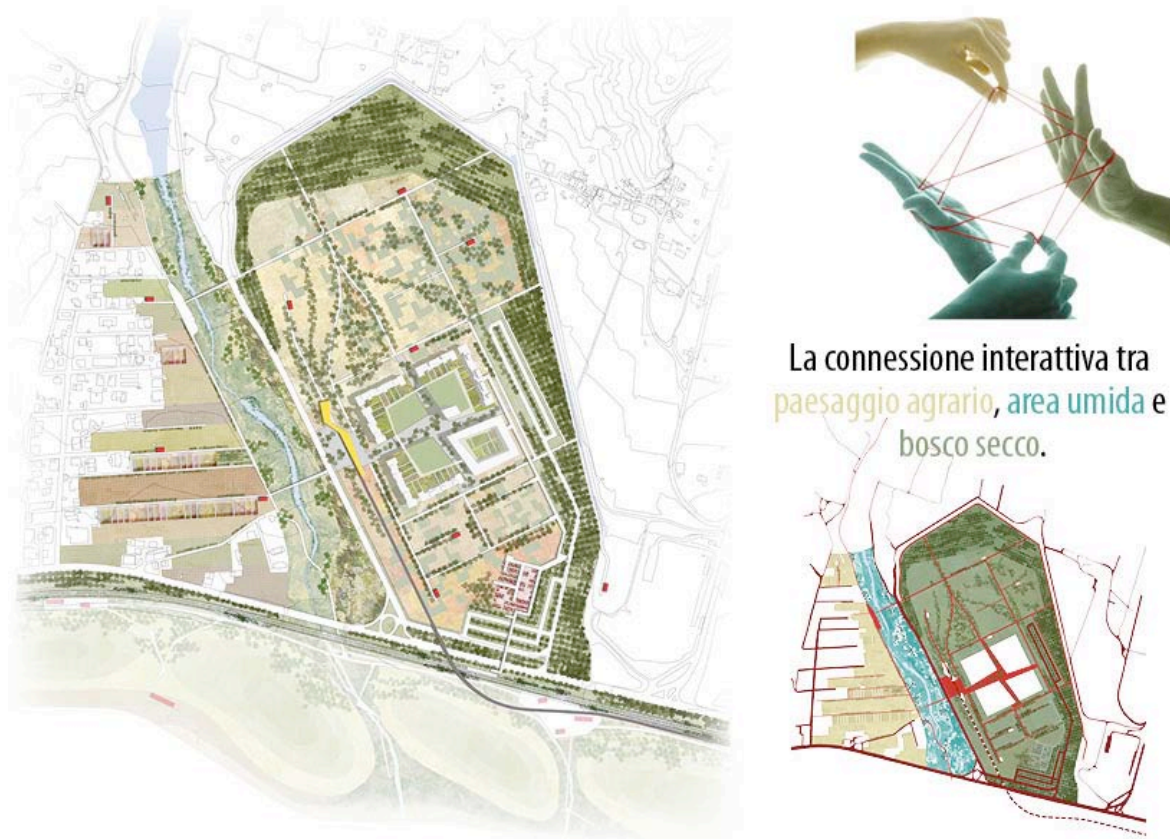 La connessione interattiva tra
paesaggio agrario, area umida e
bosco secco.